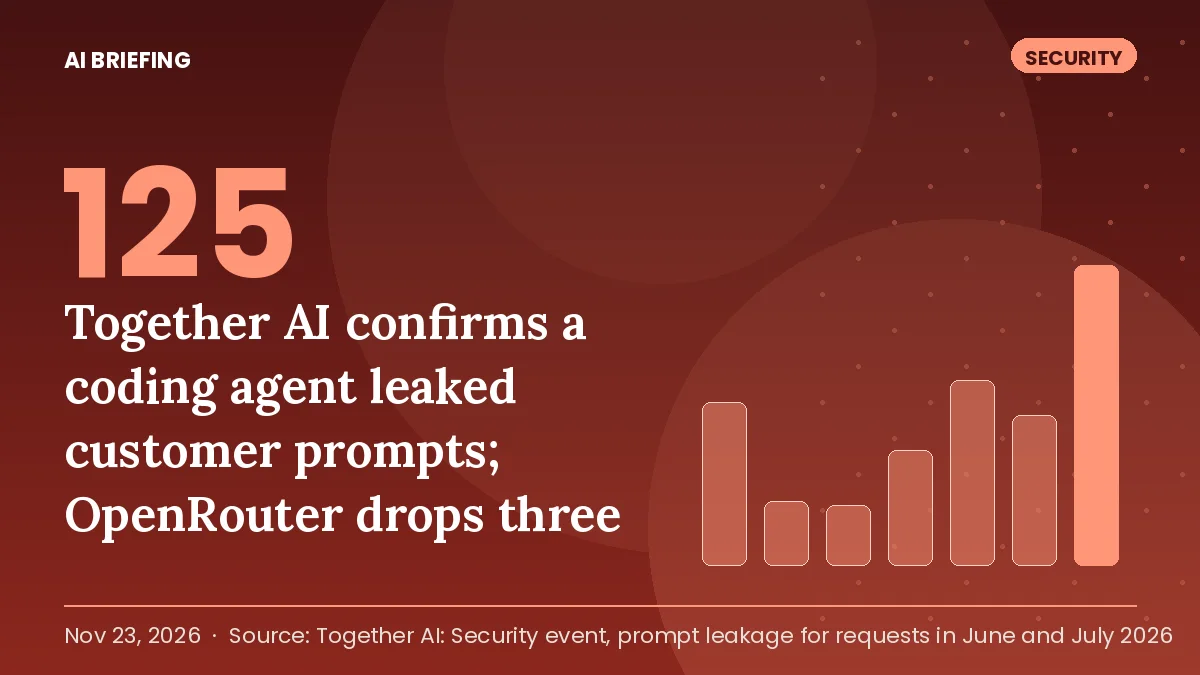 AI BRIEFING
SECURITY
125
Together AI confirms a
coding agent leaked
customer prompts;
OpenRouter drops three
Nov 23, 2026 · Source: Together AI: Security event, prompt leakage for requests in June and July 2026